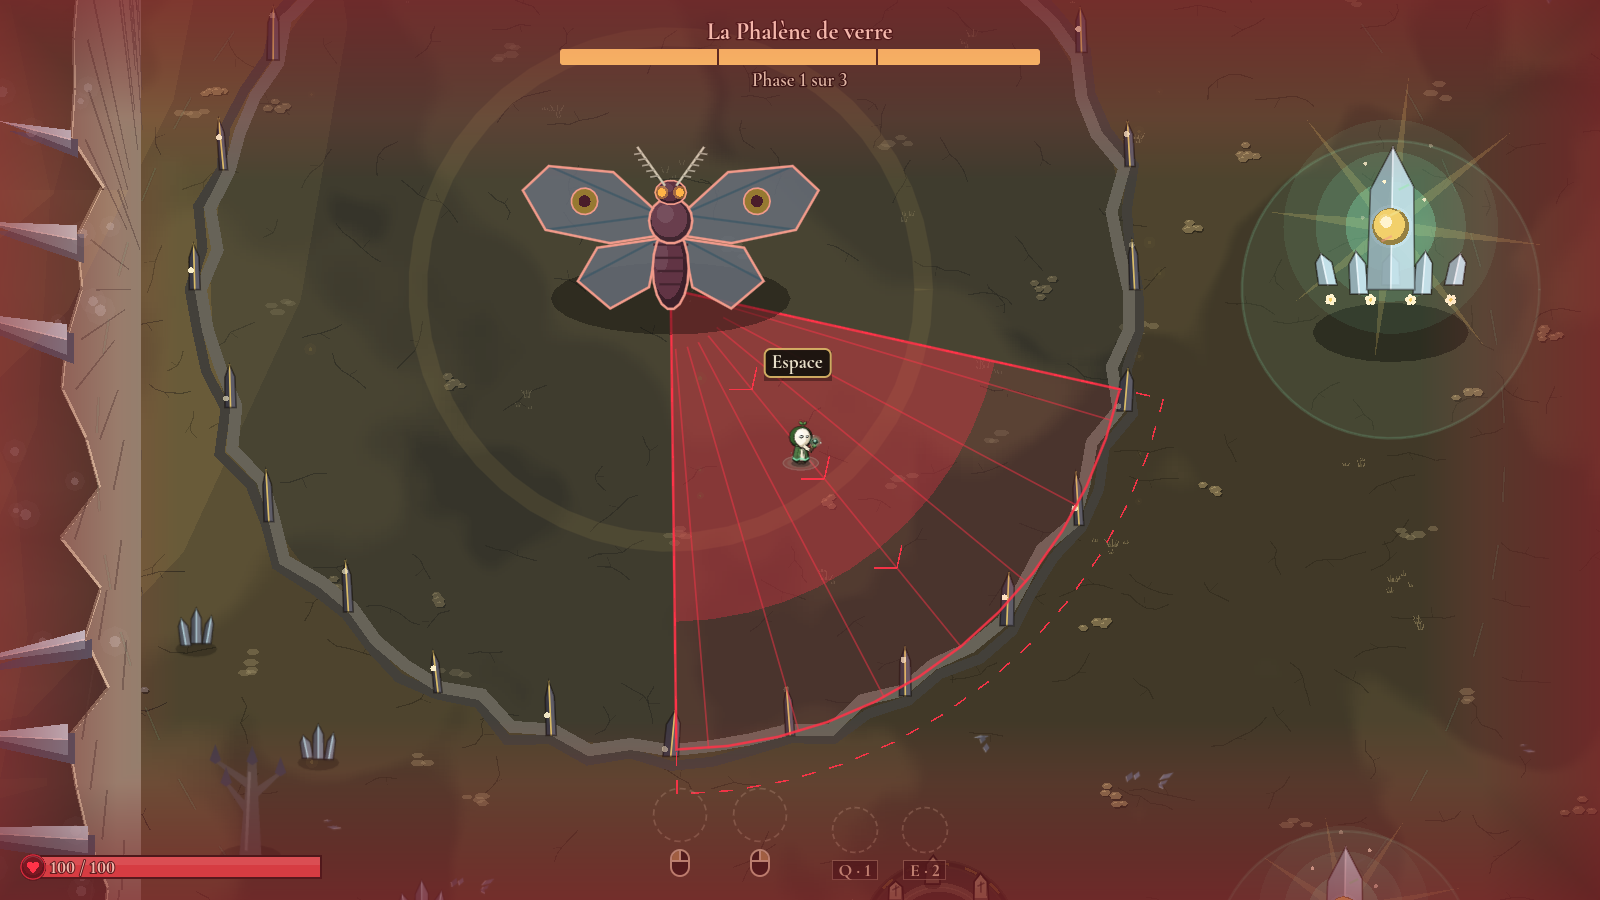 La Phalène de verre
Phase 1 sur 3
Espace
100 / 100
Q · 1
E · 2